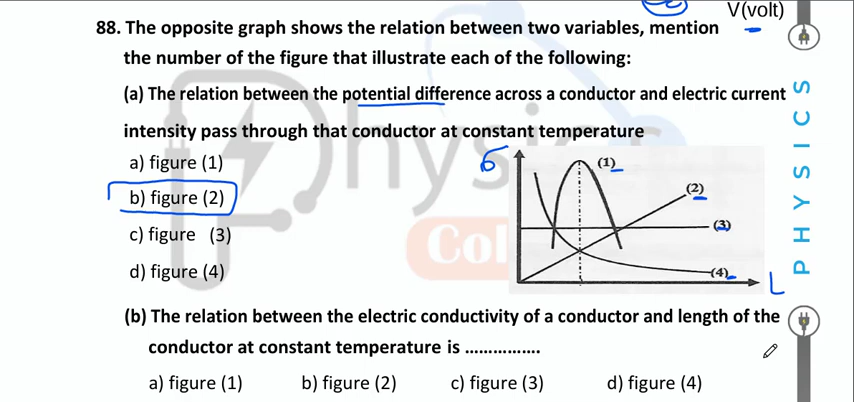 V(volt)
88. The opposite graph shows the relation between two variables, mention
the number of the figure that illustrate each of the following:
(a) The relation between the potential difference across a conductor and electric current
intensity pass through that conductor at constant temperature
a) figure (1)
b) figure (2)
c) figure (3)
d) figure (4)
σ
(1)
(2)
(3)
(4)
L
(b) The relation between the electric conductivity of a conductor and length of the
conductor at constant temperature is ................
a) figure (1) b) figure (2) c) figure (3) d) figure (4)
PHYSICS
hysics
Col